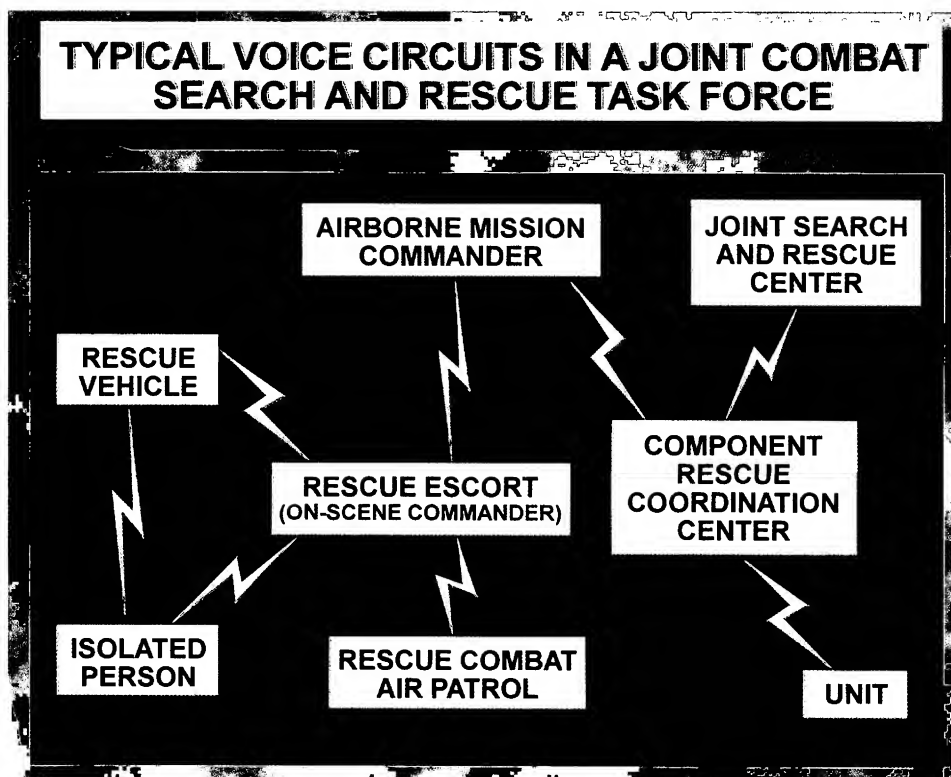 TYPICAL VOICE CIRCUITS IN A JOINT COMBAT
SEARCH AND RESCUE TASK FORCE
AIRBORNE MISSION
COMMANDER
JOINT SEARCH
AND RESCUE
CENTER
RESCUE
VEHICLE
RESCUE ESCORT
(ON-SCENE COMMANDER)
COMPONENT
RESCUE
COORDINATION
CENTER
ISOLATED
PERSON
RESCUE COMBAT
AIR PATROL
UNIT